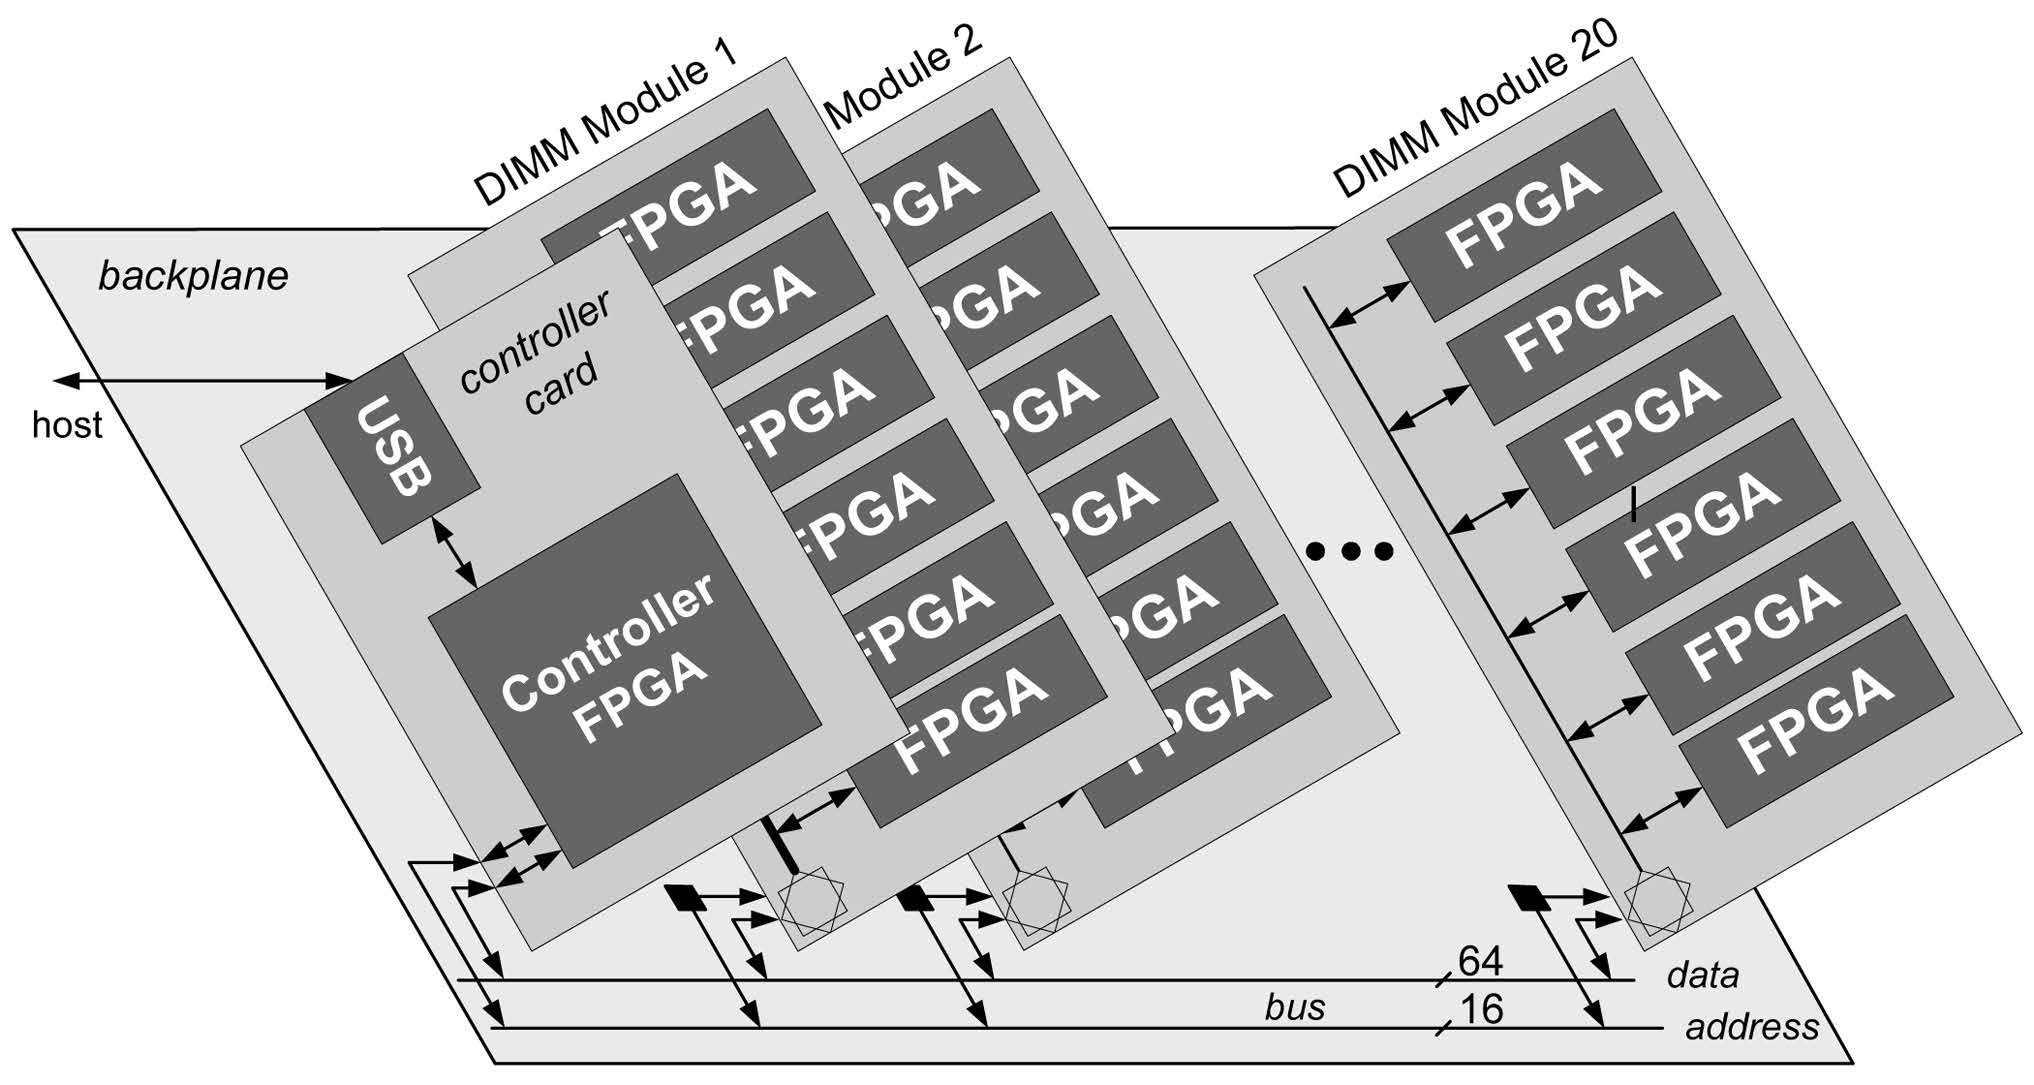 DIMM Module 1
Module 2
DIMM Module 20
backplane
host
USB
controller
card
Controller
FPGA
FPGA
FPGA
FPGA
FPGA
FPGA
FPGA
PGA
PGA
PGA
PGA
PGA
PGA
FPGA
FPGA
FPGA
FPGA
FPGA
FPGA
64
data
bus
16
address